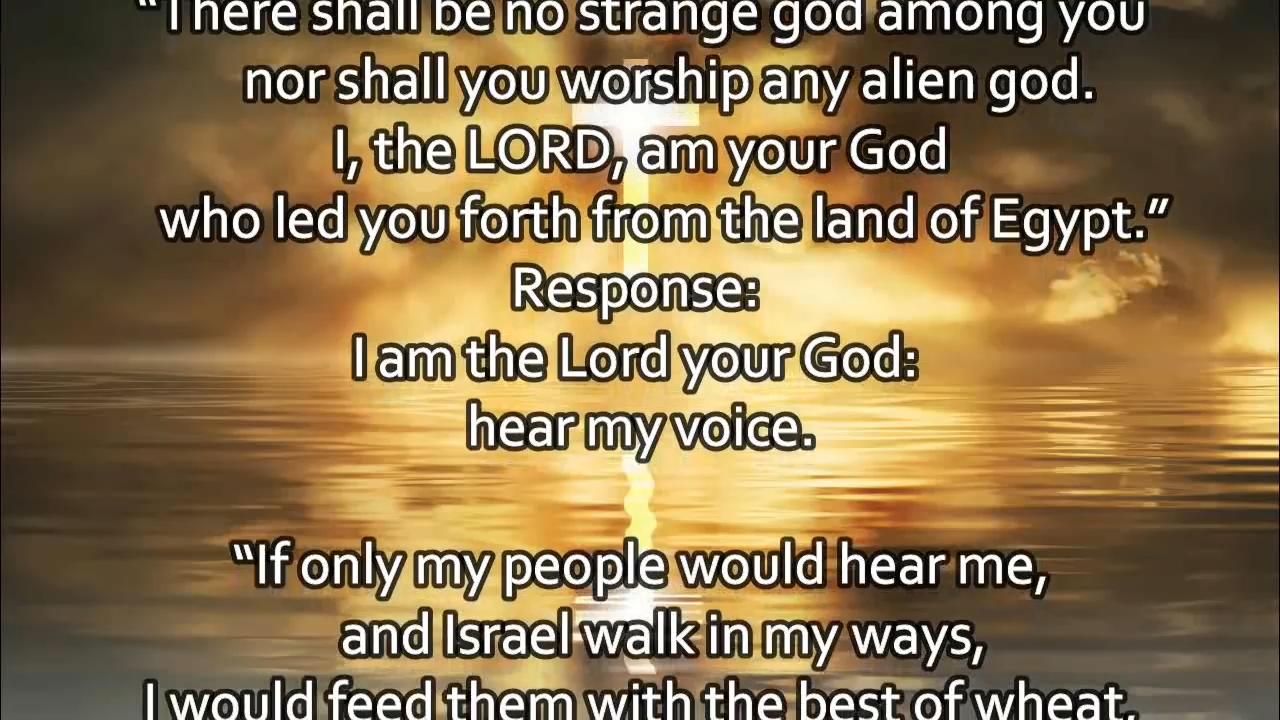 “There shall be no strange god among you
nor shall you worship any alien god.
I, the LORD, am your God
who led you forth from the land of Egypt.”
Response:
I am the Lord your God:
hear my voice.
“If only my people would hear me,
and Israel walk in my ways,
I would feed them with the best of wheat,